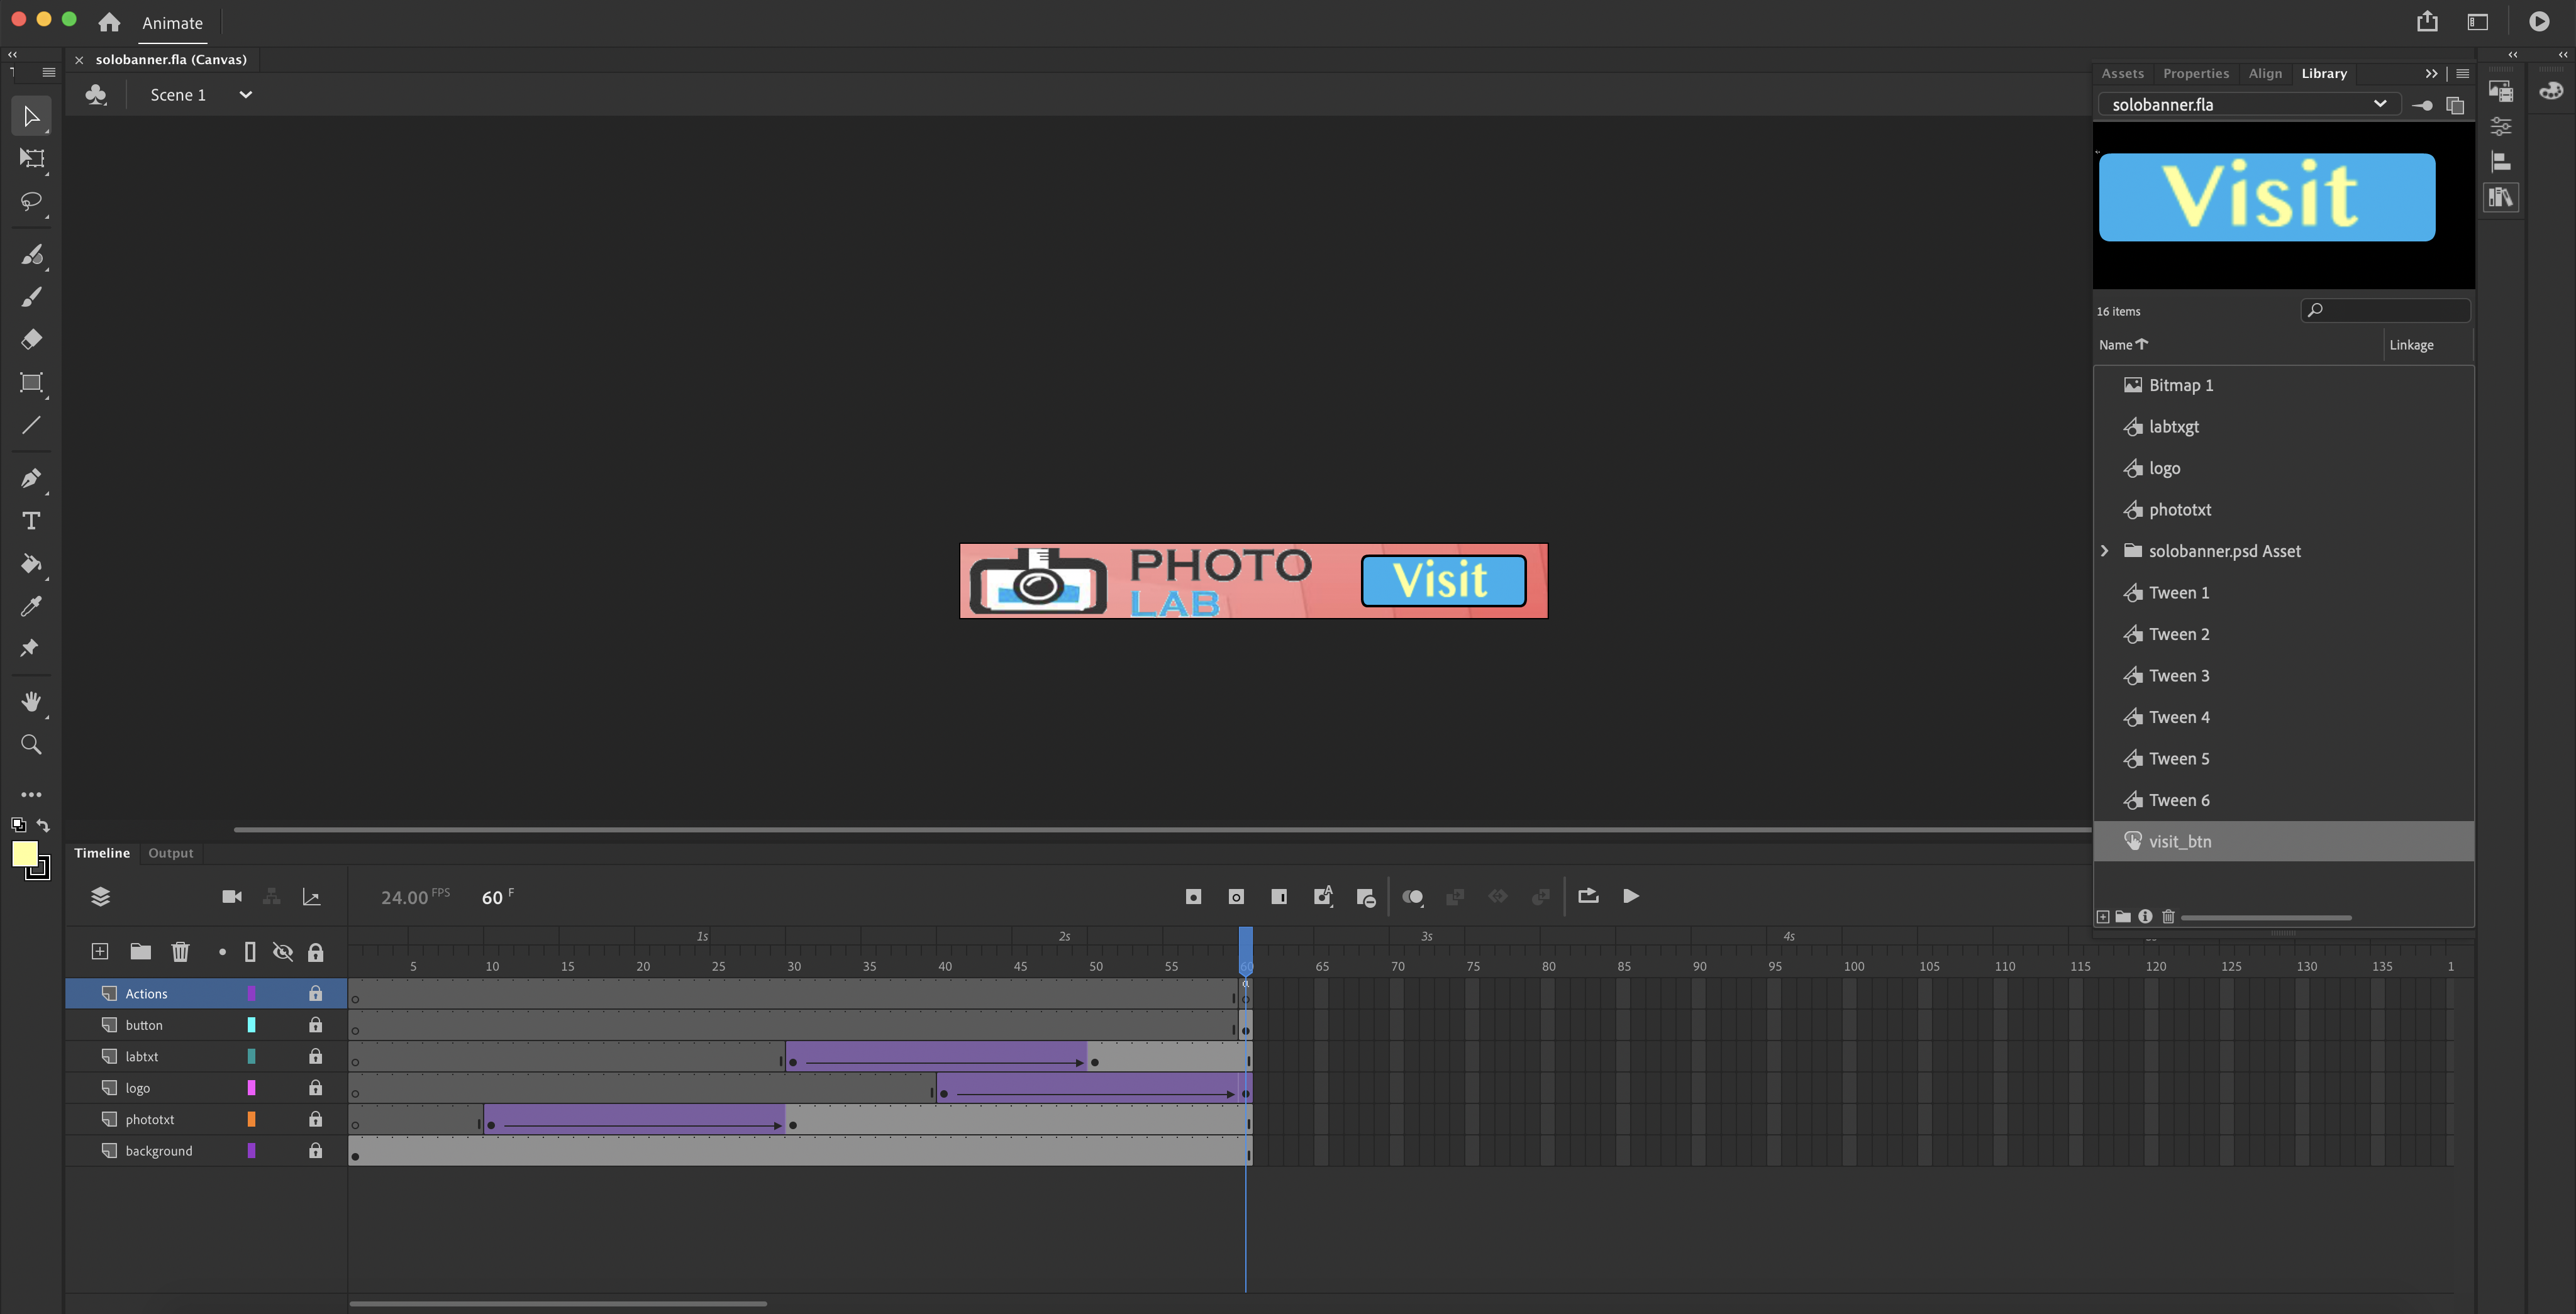 Animate
solobanner.fla (Canvas)
Scene 1
Assets Properties Align Library
solobanner.fla
Visit
16 items
Name Linkage
Bitmap 1
labtxgt
logo
phototxt
solobanner.psd Asset
Tween 1
Tween 2
Tween 3
Tween 4
Tween 5
Tween 6
visit_btn
PHOTO
LAB
Visit
Timeline Output
24.00 FPS 60 F
1s 2s 3s 4s
5 10 15 20 25 30 35 40 45 50 55 60 65 70 75 80 85 90 95 100 105 110 115 120 125 130 135 1
Actions
button
labtxt
logo
phototxt
background